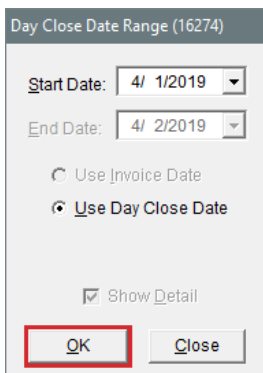 Day Close Date Range (16274)
Start Date: 4/ 1/2019
End Date: 4/ 2/2019
Use Invoice Date
Use Day Close Date
Show Detail
OK Close